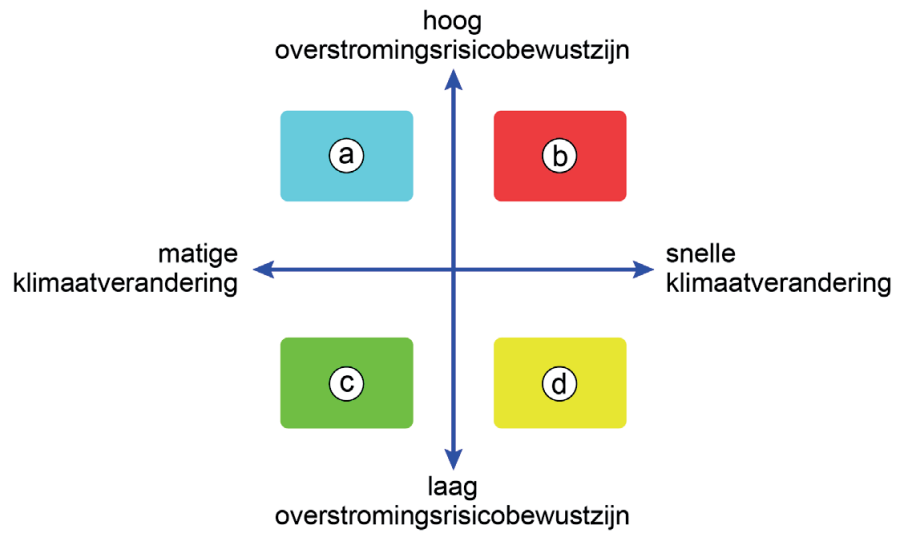 hoog
overstromingsrisicobewustzijn
a
b
matige
klimaatverandering
snelle
klimaatverandering
c
d
laag
overstromingsrisicobewustzijn